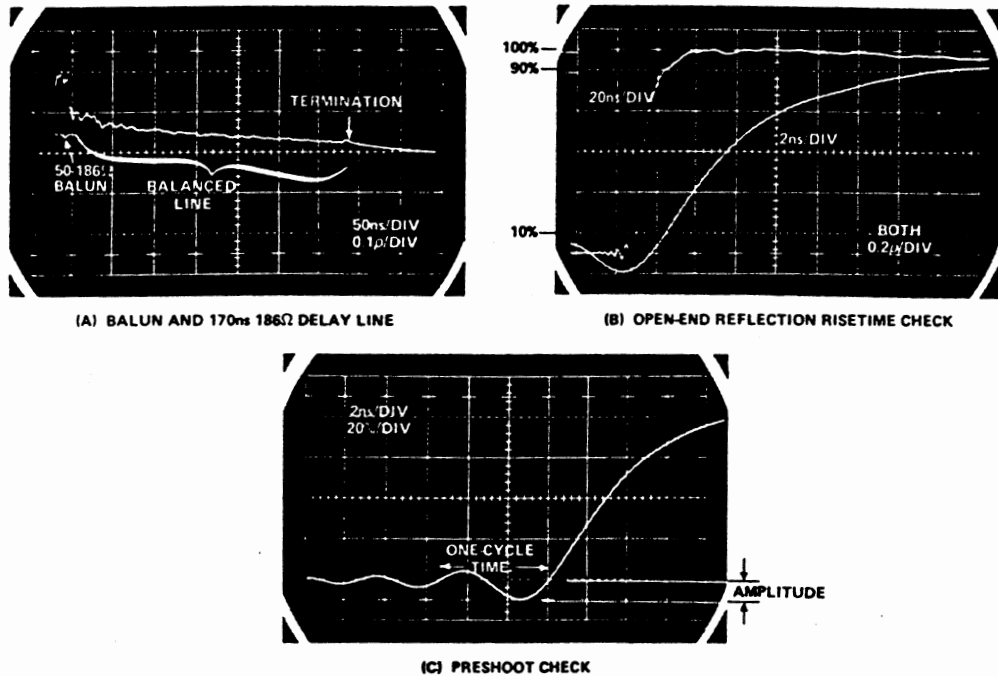 TERMINATION
50-186Ω
BALUN
BALANCED
LINE
50ns/DIV
0.1ρ/DIV
(A) BALUN AND 170ns 186Ω DELAY LINE
100%
90%
20ns/DIV
2ns/DIV
10%
BOTH
0.2ρ/DIV
(B) OPEN-END REFLECTION RISETIME CHECK
2ns/DIV
20%/DIV
ONE-CYCLE
TIME
AMPLITUDE
(C) PRESHOOT CHECK